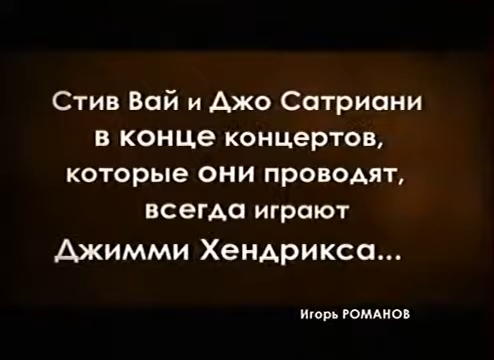 Стив Вай и Джо Сатриани
в конце концертов,
которые они проводят,
всегда играют
Джимми Хендрикса...
Игорь РОМАНОВ